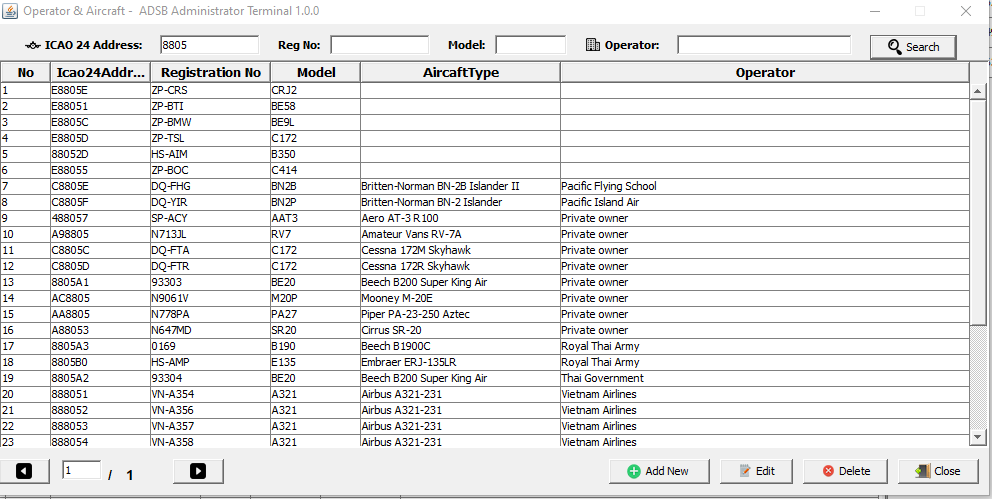 Operator & Aircraft - ADSB Administrator Terminal 1.0.0
ICAO 24 Address: 8805 Reg No: Model: Operator: Search
No Icao24Addr... Registration No Model AircaftType Operator
1 E8805E ZP-CRS CRJ2
2 E88051 ZP-BTI BE58
3 E8805C ZP-BMW BE9L
4 E8805D ZP-TSL C172
5 88052D HS-AIM B350
6 E88055 ZP-BOC C414
7 C8805E DQ-FHG BN2B Britten-Norman BN-2B Islander II Pacific Flying School
8 C8805F DQ-YIR BN2P Britten-Norman BN-2 Islander Pacific Island Air
9 488057 SP-ACY AAT3 Aero AT-3 R100 Private owner
10 A98805 N713JL RV7 Amateur Vans RV-7A Private owner
11 C8805C DQ-FTA C172 Cessna 172M Skyhawk Private owner
12 C8805D DQ-FTR C172 Cessna 172R Skyhawk Private owner
13 8805A1 93303 BE20 Beech B200 Super King Air Private owner
14 AC8805 N9061V M20P Mooney M-20E Private owner
15 AA8805 N778PA PA27 Piper PA-23-250 Aztec Private owner
16 A88053 N647MD SR20 Cirrus SR-20 Private owner
17 8805A3 0169 B190 Beech B1900C Royal Thai Army
18 8805B0 HS-AMP E135 Embraer ERJ-135LR Royal Thai Army
19 8805A2 93304 BE20 Beech B200 Super King Air Thai Government
20 888051 VN-A354 A321 Airbus A321-231 Vietnam Airlines
21 888052 VN-A356 A321 Airbus A321-231 Vietnam Airlines
22 888053 VN-A357 A321 Airbus A321-231 Vietnam Airlines
23 888054 VN-A358 A321 Airbus A321-231 Vietnam Airlines
1 / 1 Add New Edit Delete Close